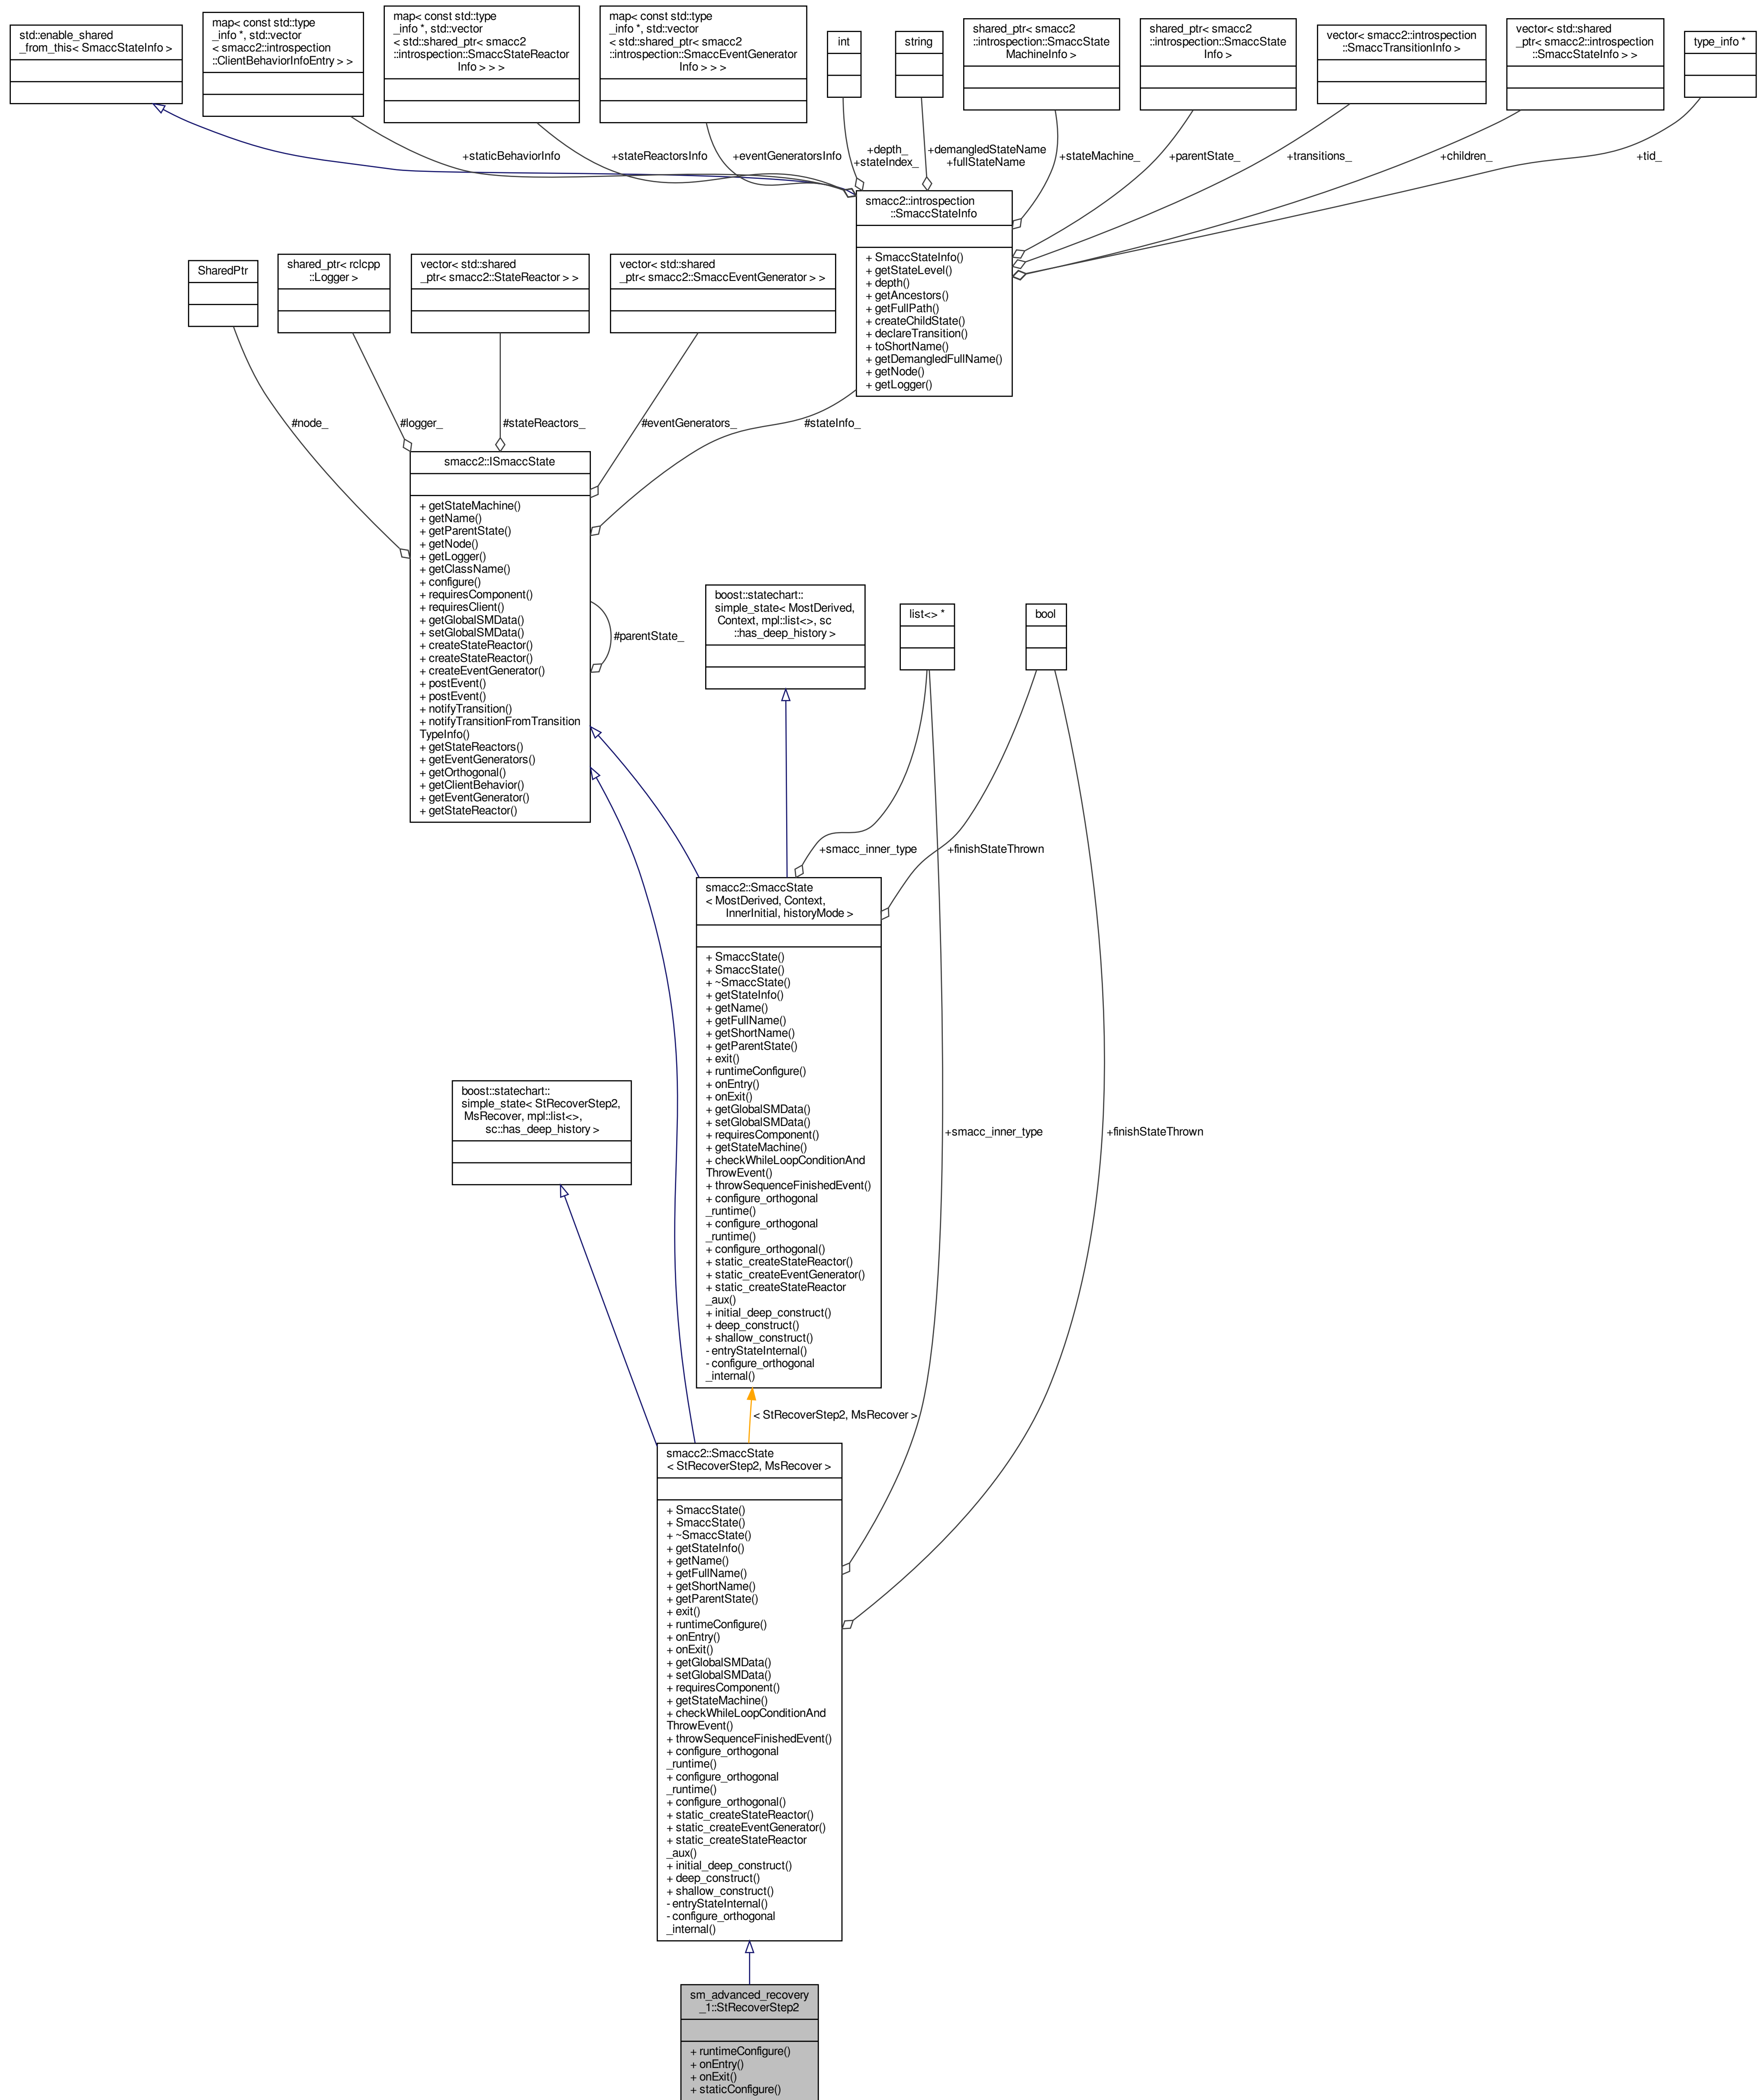 std::enable_shared
_from_this< SmaccStateInfo >
map< const std::type
_info *, std::vector
< smacc2::introspection
::ClientBehaviorInfoEntry > >
map< const std::type
_info *, std::vector
< std::shared_ptr< smacc2
::introspection::SmaccStateReactor
Info > > >
map< const std::type
_info *, std::vector
< std::shared_ptr< smacc2
::introspection::SmaccEventGenerator
Info > > >
int
string
shared_ptr< smacc2
::introspection::SmaccState
MachineInfo >
shared_ptr< smacc2
::introspection::SmaccState
Info >
vector< smacc2::introspection
::SmaccTransitionInfo >
vector< std::shared
_ptr< smacc2::introspection
::SmaccStateInfo > >
type_info *
+staticBehaviorInfo
+stateReactorsInfo
+eventGeneratorsInfo
+depth_
+stateIndex_
+demangledStateName
+fullStateName
+stateMachine_
+parentState_
+transitions_
+children_
+tid_
smacc2::introspection
::SmaccStateInfo
+ SmaccStateInfo()
+ getStateLevel()
+ depth()
+ getAncestors()
+ getFullPath()
+ createChildState()
+ declareTransition()
+ toShortName()
+ getDemangledFullName()
+ getNode()
+ getLogger()
SharedPtr
shared_ptr< rclcpp
::Logger >
vector< std::shared
_ptr< smacc2::StateReactor > >
vector< std::shared
_ptr< smacc2::SmaccEventGenerator > >
#node_
#logger_
#stateReactors_
#eventGenerators_
#stateInfo_
smacc2::ISmaccState
+ getStateMachine()
+ getName()
+ getParentState()
+ getNode()
+ getLogger()
+ getClassName()
+ configure()
+ requiresComponent()
+ requiresClient()
+ getGlobalSMData()
+ setGlobalSMData()
+ createStateReactor()
+ createStateReactor()
+ createEventGenerator()
+ postEvent()
+ postEvent()
+ notifyTransition()
+ notifyTransitionFromTransition
TypeInfo()
+ getStateReactors()
+ getEventGenerators()
+ getOrthogonal()
+ getClientBehavior()
+ getEventGenerator()
+ getStateReactor()
#parentState_
boost::statechart::
simple_state< MostDerived,
Context, mpl::list<>, sc
::has_deep_history >
list<> *
bool
+smacc_inner_type
+finishStateThrown
smacc2::SmaccState
< MostDerived, Context,
InnerInitial, historyMode >
+ SmaccState()
+ SmaccState()
+ ~SmaccState()
+ getStateInfo()
+ getName()
+ getFullName()
+ getShortName()
+ getParentState()
+ exit()
+ runtimeConfigure()
+ onEntry()
+ onExit()
+ getGlobalSMData()
+ setGlobalSMData()
+ requiresComponent()
+ getStateMachine()
+ checkWhileLoopConditionAnd
ThrowEvent()
+ throwSequenceFinishedEvent()
+ configure_orthogonal
_runtime()
+ configure_orthogonal
_runtime()
+ configure_orthogonal()
+ static_createStateReactor()
+ static_createEventGenerator()
+ static_createStateReactor
_aux()
+ initial_deep_construct()
+ deep_construct()
+ shallow_construct()
- entryStateInternal()
- configure_orthogonal
_internal()
boost::statechart::
simple_state< StRecoverStep2,
MsRecover, mpl::list<>,
sc::has_deep_history >
+smacc_inner_type
+finishStateThrown
< StRecoverStep2, MsRecover >
smacc2::SmaccState
< StRecoverStep2, MsRecover >
+ SmaccState()
+ SmaccState()
+ ~SmaccState()
+ getStateInfo()
+ getName()
+ getFullName()
+ getShortName()
+ getParentState()
+ exit()
+ runtimeConfigure()
+ onEntry()
+ onExit()
+ getGlobalSMData()
+ setGlobalSMData()
+ requiresComponent()
+ getStateMachine()
+ checkWhileLoopConditionAnd
ThrowEvent()
+ throwSequenceFinishedEvent()
+ configure_orthogonal
_runtime()
+ configure_orthogonal
_runtime()
+ configure_orthogonal()
+ static_createStateReactor()
+ static_createEventGenerator()
+ static_createStateReactor
_aux()
+ initial_deep_construct()
+ deep_construct()
+ shallow_construct()
- entryStateInternal()
- configure_orthogonal
_internal()
sm_advanced_recovery
_1::StRecoverStep2
+ runtimeConfigure()
+ onEntry()
+ onExit()
+ staticConfigure()